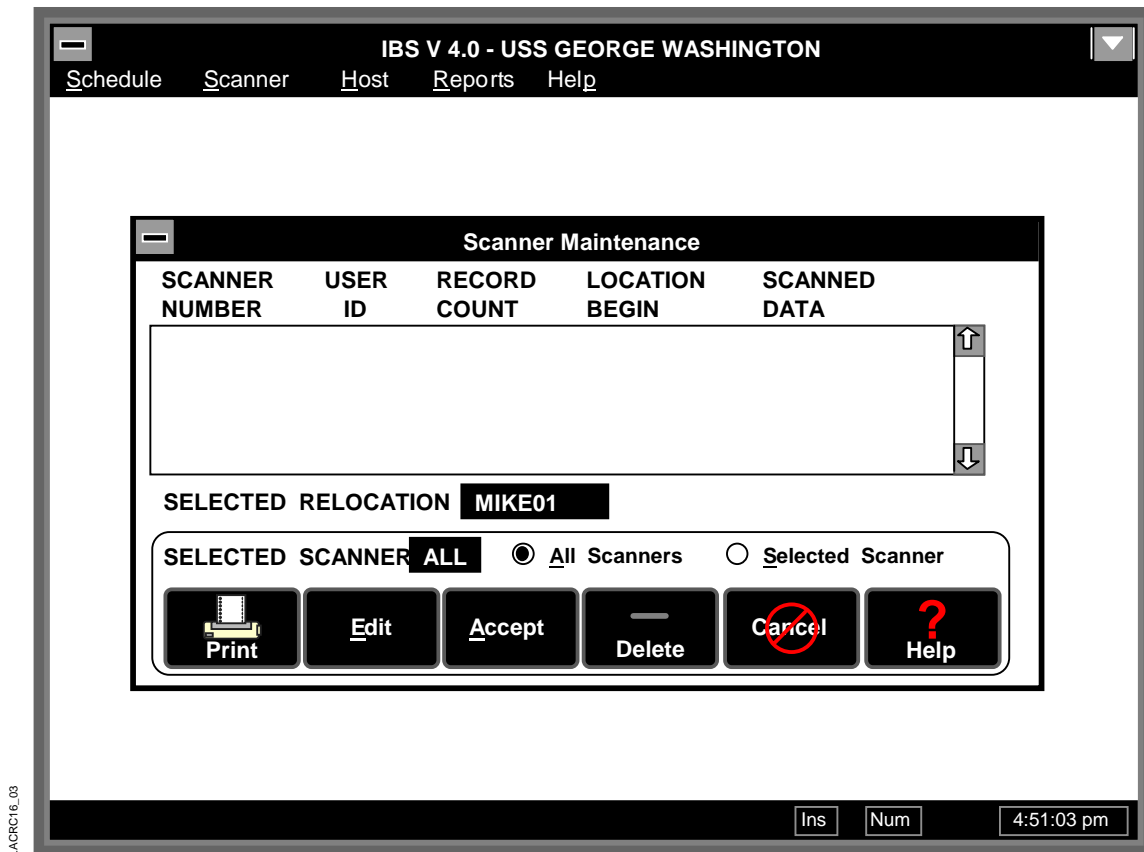 IBS V 4.0 - USS GEORGE WASHINGTON
Schedule Scanner Host Reports Help
Scanner Maintenance
SCANNER NUMBER USER ID RECORD COUNT LOCATION BEGIN SCANNED DATA
SELECTED RELOCATION MIKE01
SELECTED SCANNER ALL All Scanners Selected Scanner
Print Edit Accept Delete Cancel ? Help
Ins Num 4:51:03 pm
.ACRC16_03